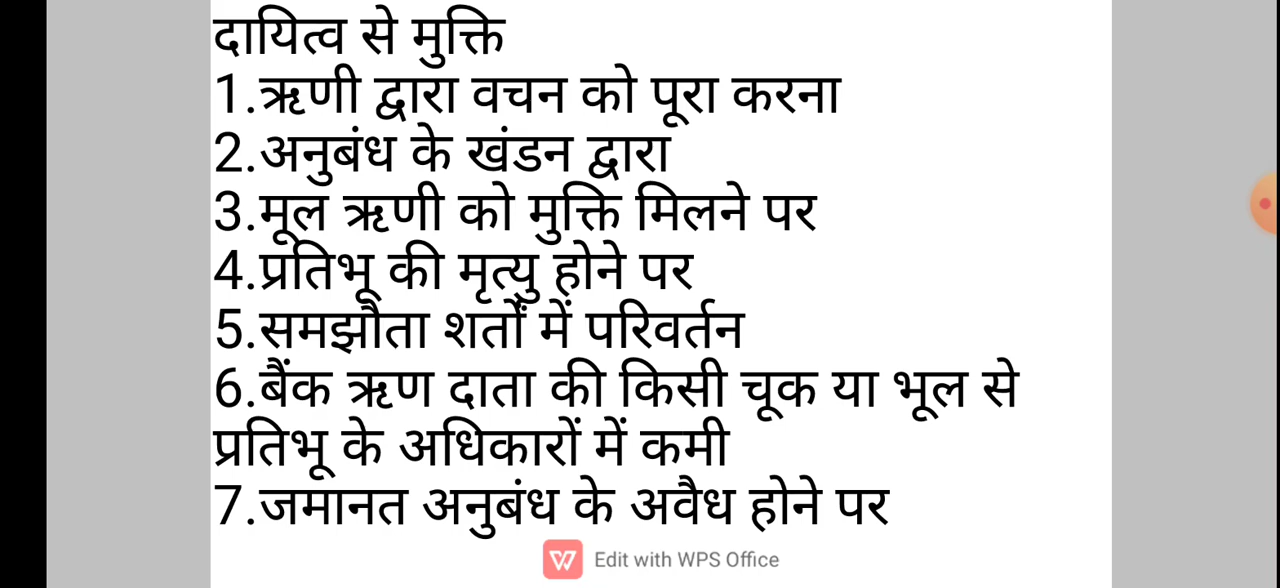 दायित्व से मुक्ति
1.ऋणी द्वारा वचन को पूरा करना
2.अनुबंध के खंडन द्वारा
3.मूल ऋणी को मुक्ति मिलने पर
4.प्रतिभू की मृत्यु होने पर
5.समझौता शर्तों में परिवर्तन
6.बैंक ऋण दाता की किसी चूक या भूल से
प्रतिभू के अधिकारों में कमी
7.जमानत अनुबंध के अवैध होने पर
Edit with WPS Office